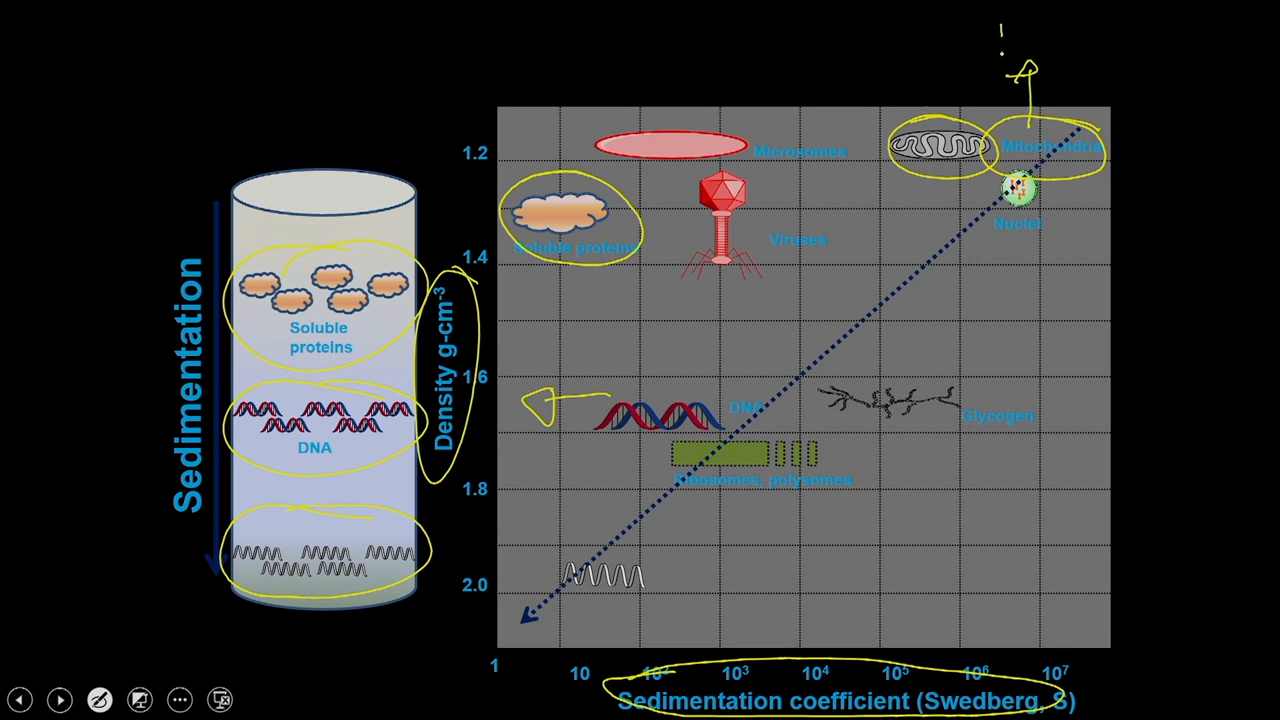 Sedimentation
Soluble
proteins
DNA
Density g-cm-3
1.2
1.4
1.6
1.8
2.0
Microsomes
Mitochondria
Soluble proteins
Viruses
Nuclei
DNA
Glycogen
Ribosomes, polysomes
1 10 10² 10³ 10⁴ 10⁵ 10⁶ 10⁷
Sedimentation coefficient (Swedberg, S)